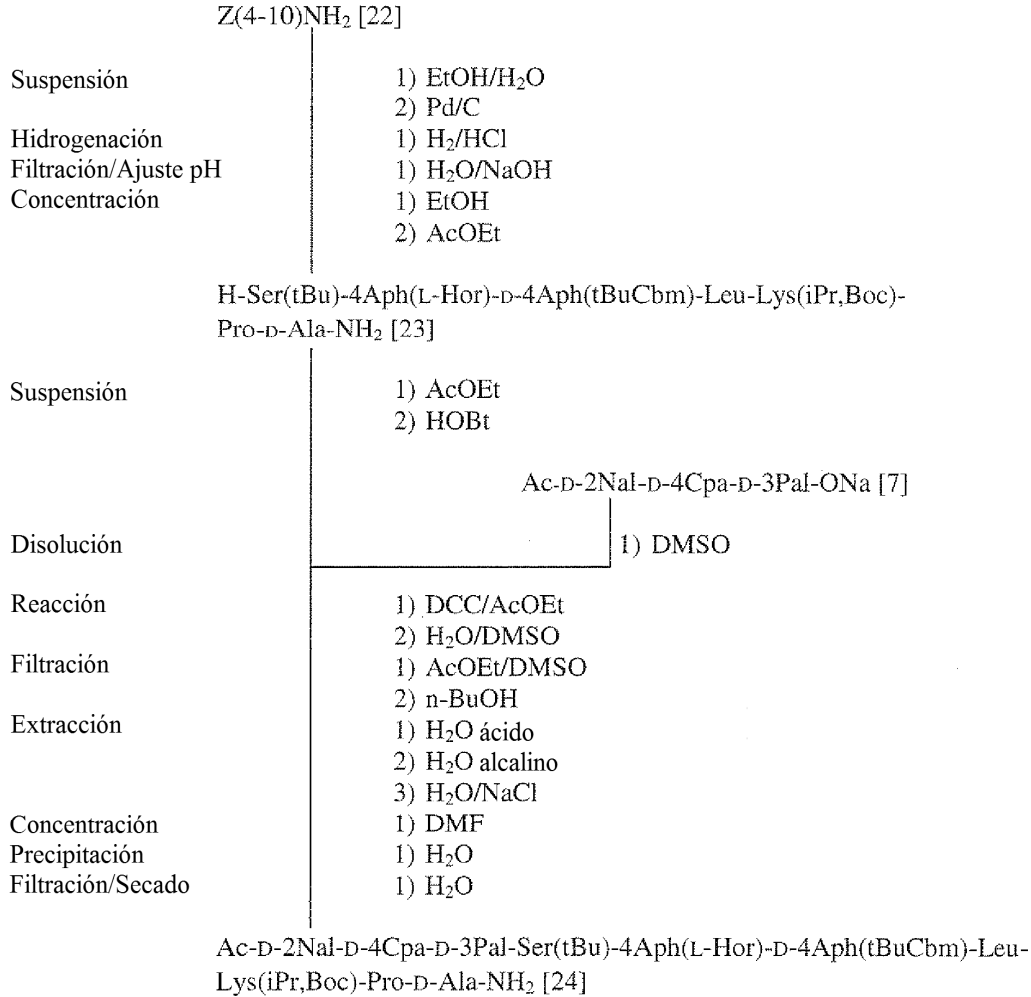 Z(4-10)NH₂ [22]
Suspensión 1) EtOH/H₂O
2) Pd/C
Hidrogenación 1) H₂/HCl
Filtración/Ajuste pH 1) H₂O/NaOH
Concentración 1) EtOH
2) AcOEt
H-Ser(tBu)-4Aph(L-Hor)-D-4Aph(tBuCbm)-Leu-Lys(iPr,Boc)-
Pro-D-Ala-NH₂ [23]
Suspensión 1) AcOEt
2) HOBt
Ac-D-2Nal-D-4Cpa-D-3Pal-ONa [7]
Disolución 1) DMSO
Reacción 1) DCC/AcOEt
2) H₂O/DMSO
Filtración 1) AcOEt/DMSO
2) n-BuOH
Extracción 1) H₂O ácido
2) H₂O alcalino
3) H₂O/NaCl
Concentración 1) DMF
Precipitación 1) H₂O
Filtración/Secado 1) H₂O
Ac-D-2Nal-D-4Cpa-D-3Pal-Ser(tBu)-4Aph(L-Hor)-D-4Aph(tBuCbm)-Leu-
Lys(iPr,Boc)-Pro-D-Ala-NH₂ [24]